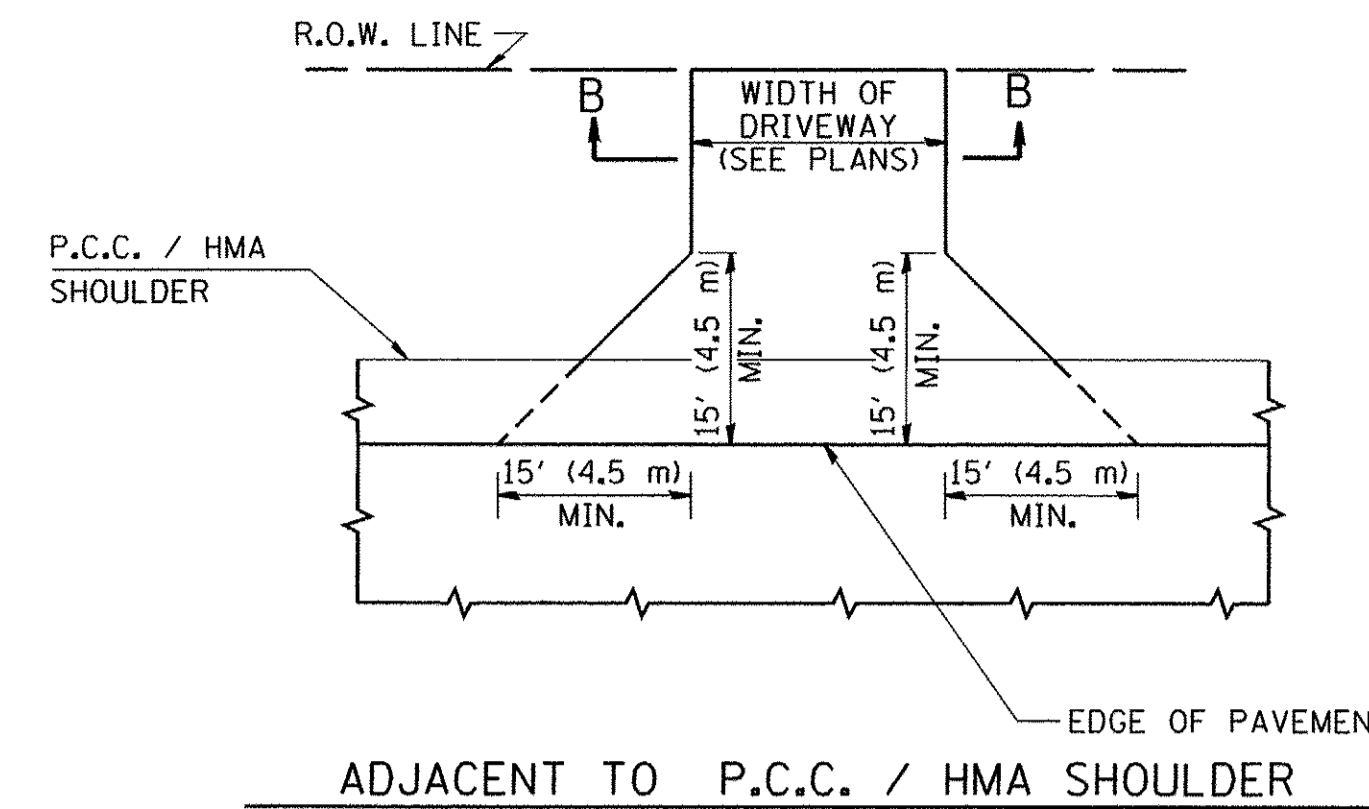 R.O.W. LINE
B
WIDTH OF
DRIVEWAY
(SEE PLANS)
B
P.C.C. / HMA
SHOULDER
15' (4.5 m)
MIN.
15' (4.5 m)
MIN.
15' (4.5 m)
MIN.
15' (4.5 m)
MIN.
EDGE OF PAVEMEN
ADJACENT TO P.C.C. / HMA SHOULDER